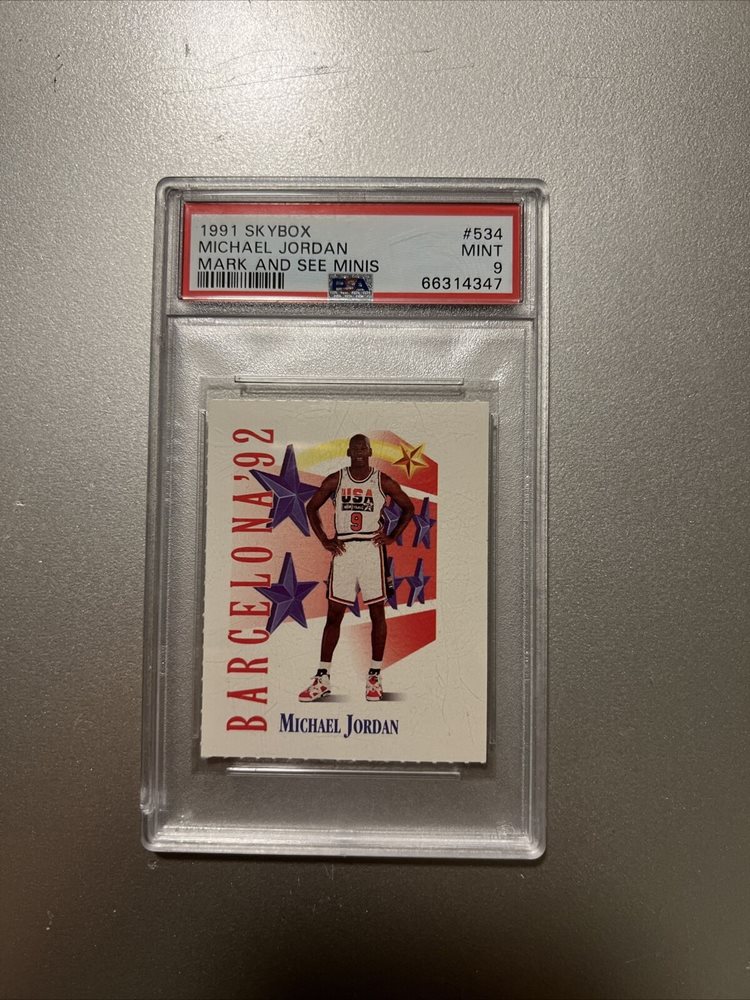 1991 SKYBOX #534
MICHAEL JORDAN MINT
MARK AND SEE MINIS 9
PSA 66314347
BARCELONA '92
USA
9
MICHAEL JORDAN